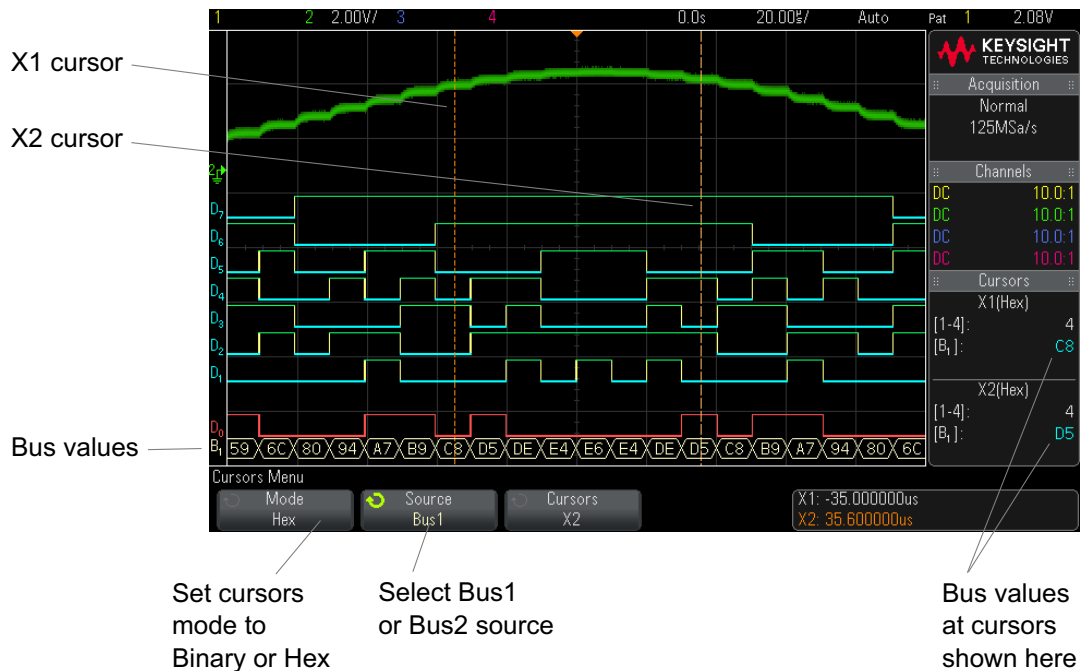 1 2 2.00V/ 3 4 0.0s 20.00㎲/ Auto Pat 1 2.08V
X1 cursor
X2 cursor
KEYSIGHT
TECHNOLOGIES
Acquisition
Normal
125MSa/s
Channels
DC 10.0:1
DC 10.0:1
DC 10.0:1
DC 10.0:1
Cursors
X1(Hex)
[1-4]: 4
[B1]: C8
X2(Hex)
[1-4]: 4
[B1]: D5
2
D7
D6
D5
D4
D3
D2
D1
D0
Bus values
B1 59 6C 80 94 A7 B9 C8 D5 DE E4 E6 E4 DE D5 C8 B9 A7 94 80 6C
Cursors Menu
Mode
Hex
Source
Bus1
Cursors
X2
X1: -35.000000us
X2: 35.600000us
Set cursors
mode to
Binary or Hex
Select Bus1
or Bus2 source
Bus values
at cursors
shown here